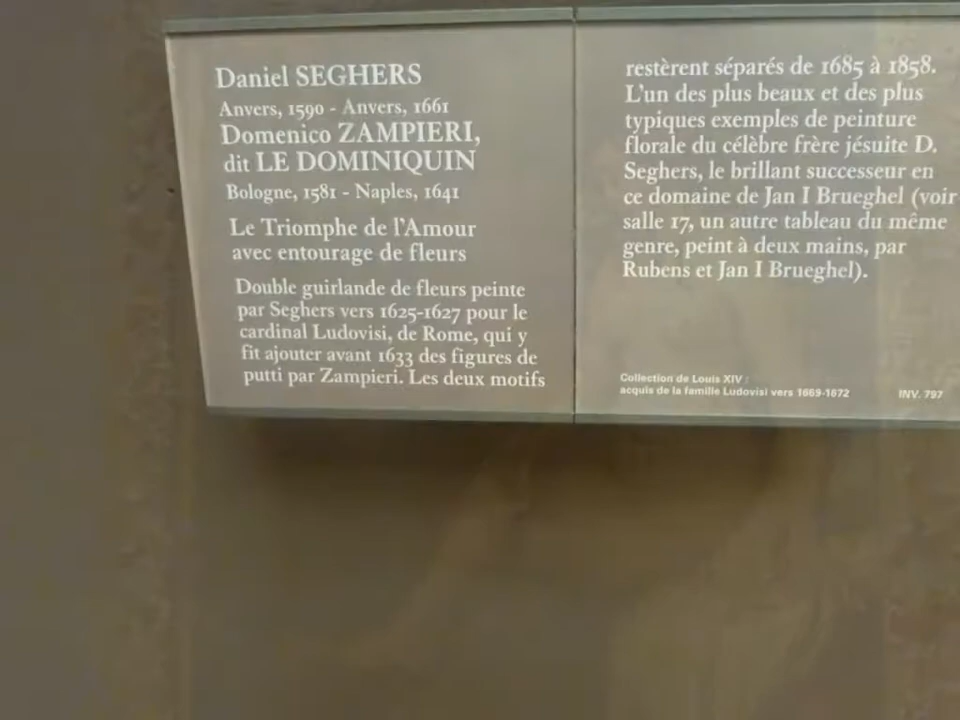 Daniel SEGHERS
Anvers, 1590 - Anvers, 1661
Domenico ZAMPIERI,
dit LE DOMINIQUIN
Bologne, 1581 - Naples, 1641
Le Triomphe de l'Amour
avec entourage de fleurs
Double guirlande de fleurs peinte
par Seghers vers 1625-1627 pour le
cardinal Ludovisi, de Rome, qui y
fit ajouter avant 1633 des figures de
putti par Zampieri. Les deux motifs
restèrent séparés de 1685 à 1858.
L'un des plus beaux et des plus
typiques exemples de peinture
florale du célèbre frère jésuite D.
Seghers, le brillant successeur en
ce domaine de Jan I Brueghel (voir
salle 17, un autre tableau du même
genre, peint à deux mains, par
Rubens et Jan I Brueghel).
Collection de Louis XIV :
acquis de la famille Ludovisi vers 1669-1672
INV. 797